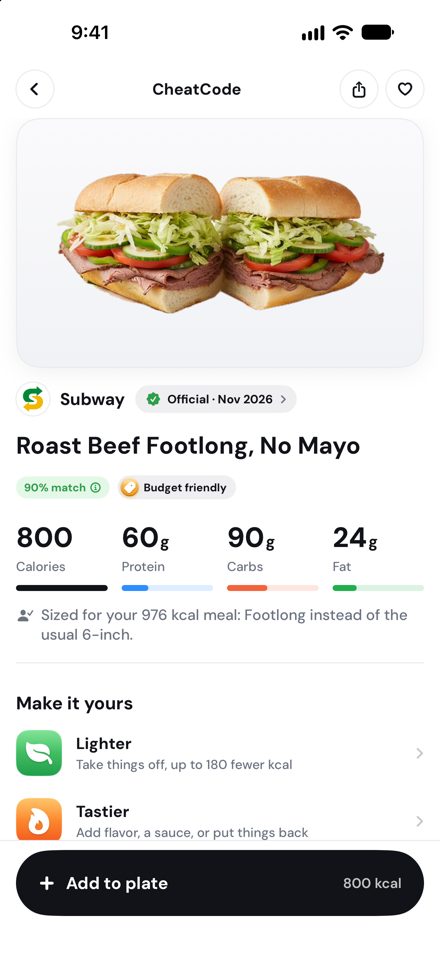 9:41
CheatCode
Subway
Official · Nov 2026
Roast Beef Footlong, No Mayo
90% match
Budget friendly
800
60g
90g
24g
Calories
Protein
Carbs
Fat
Sized for your 976 kcal meal: Footlong instead of the
usual 6-inch.
Make it yours
Lighter
Take things off, up to 180 fewer kcal
Tastier
Add flavor, a sauce, or put things back
Add to plate
800 kcal